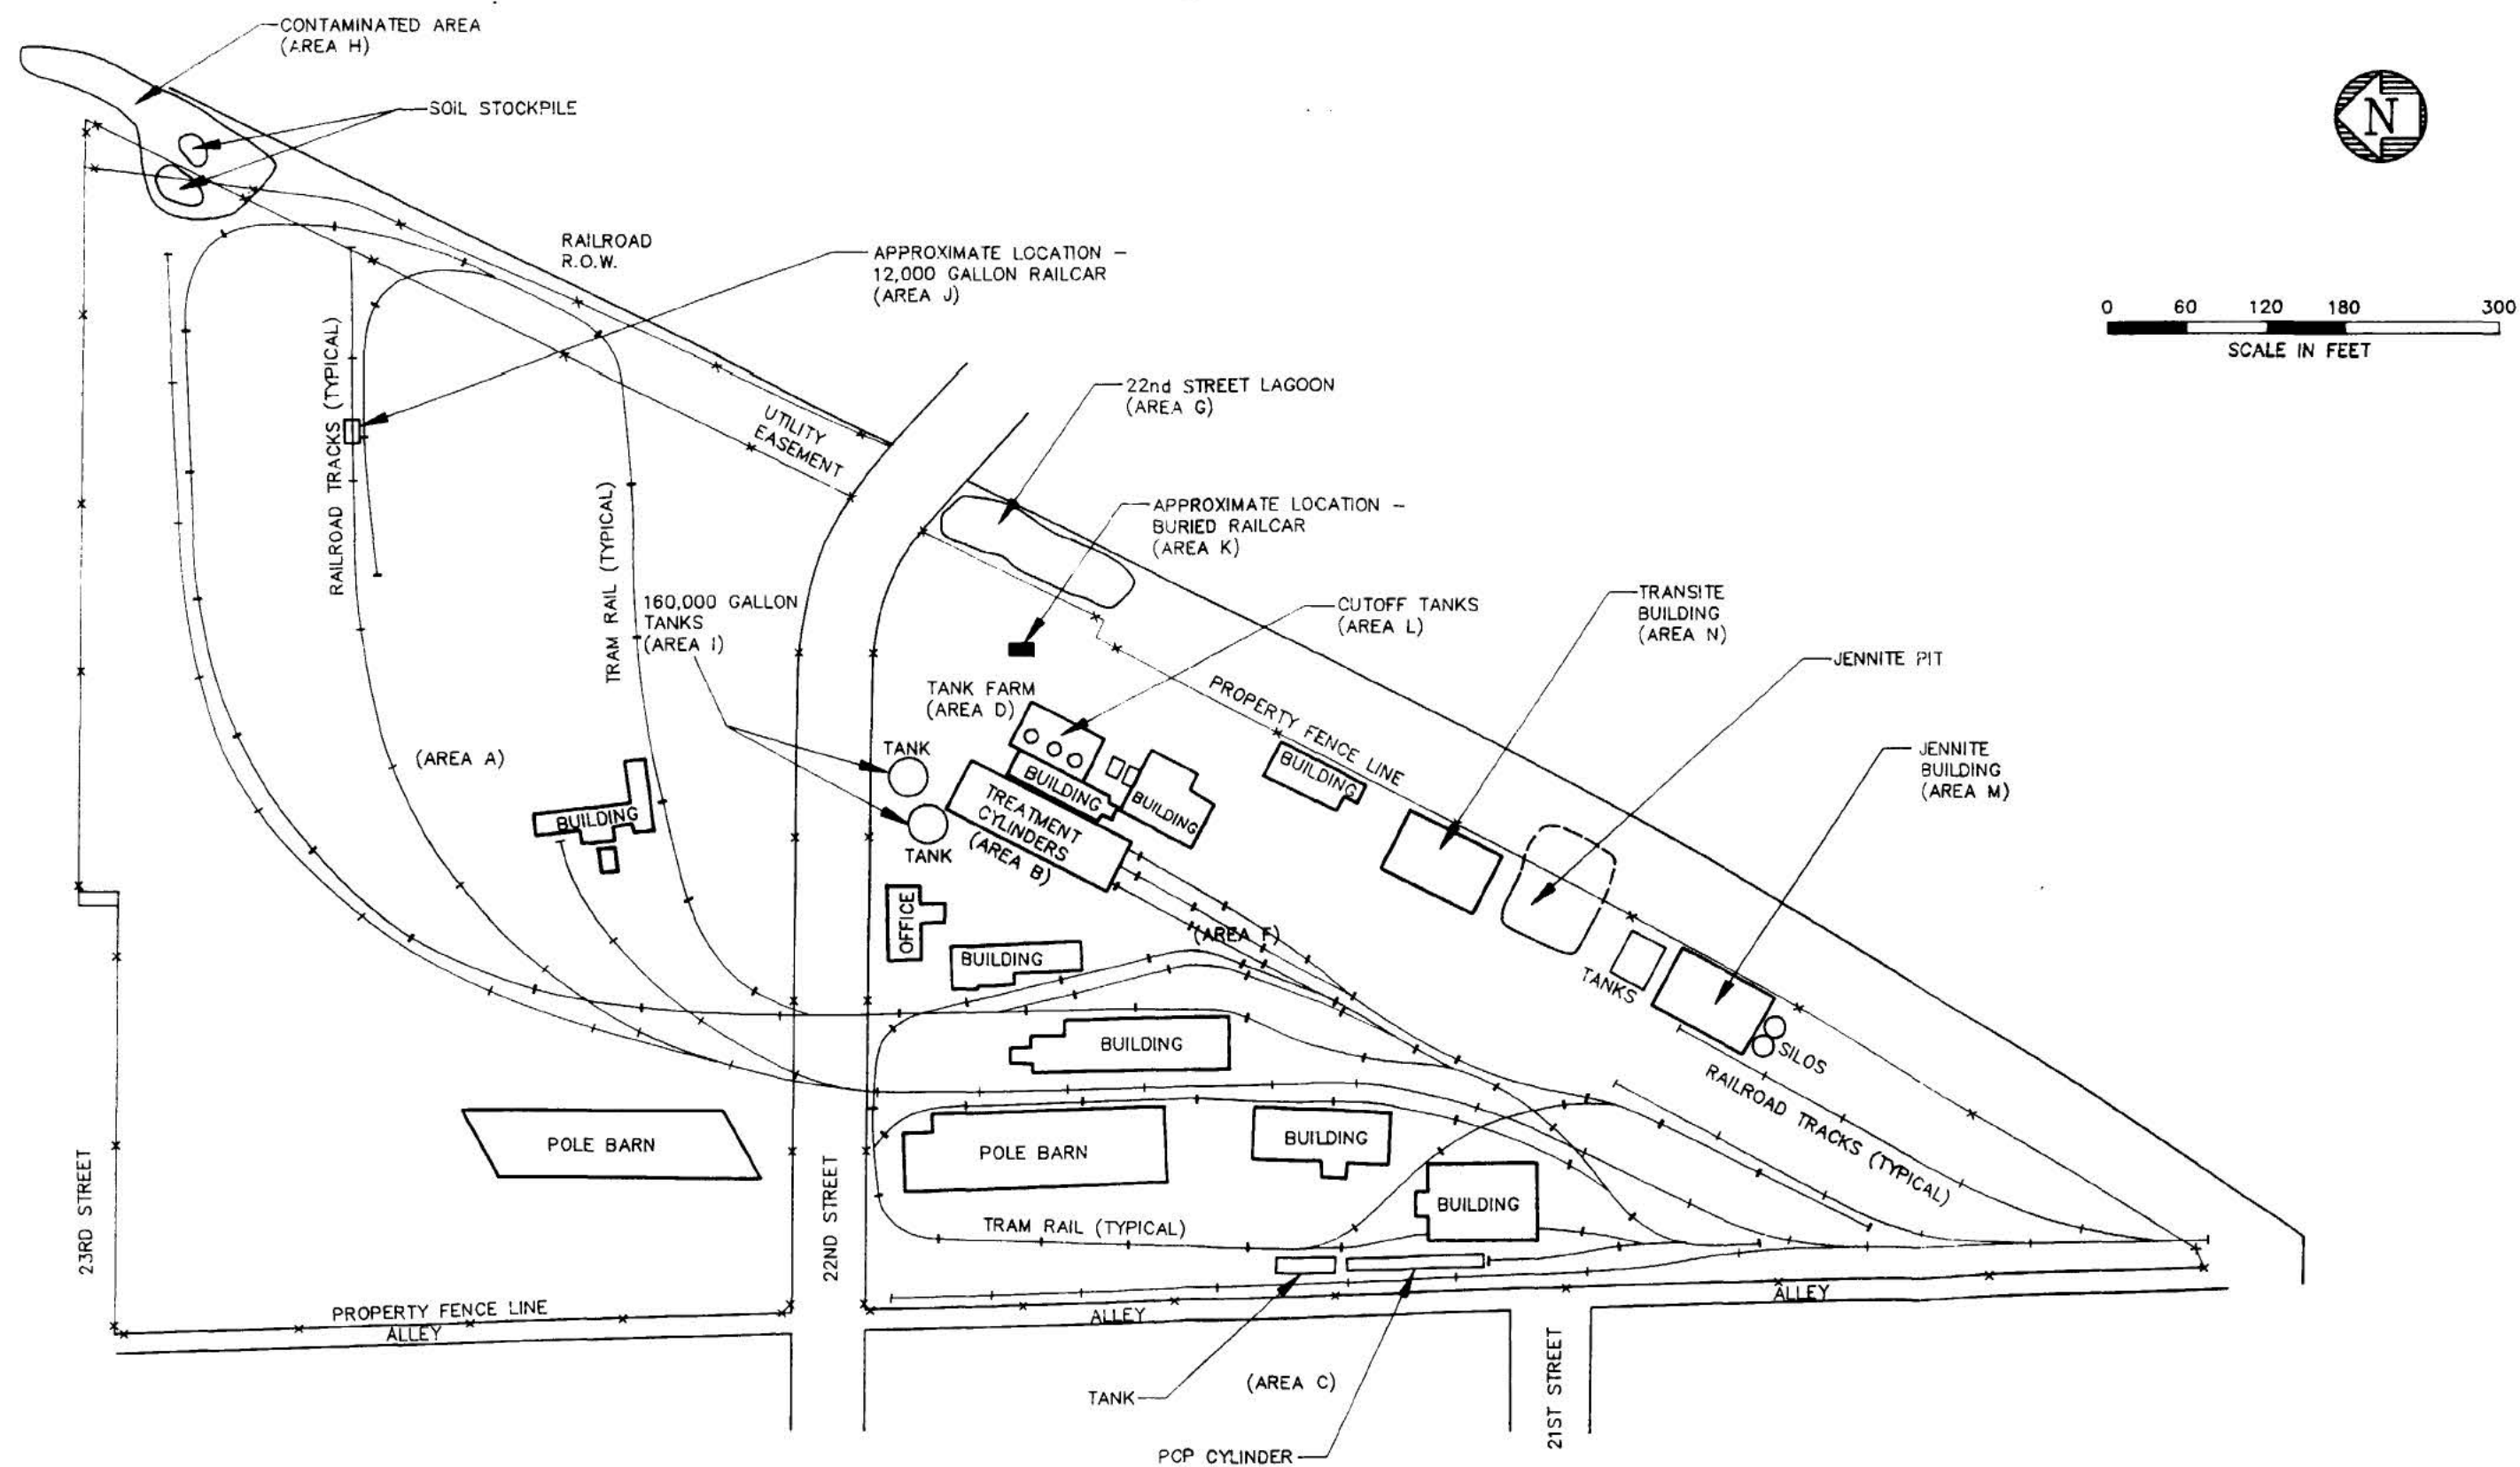 CONTAMINATED AREA
(AREA H)
SOIL STOCKPILE
N
RAILROAD
R.O.W.
APPROXIMATE LOCATION –
12,000 GALLON RAILCAR
(AREA J)
0 60 120 180 300
SCALE IN FEET
RAILROAD TRACKS (TYPICAL)
UTILITY
EASEMENT
22nd STREET LAGOON
(AREA G)
TRAM RAIL (TYPICAL)
APPROXIMATE LOCATION –
BURIED RAILCAR
(AREA K)
160,000 GALLON
TANKS
(AREA I)
CUTOFF TANKS
(AREA L)
TRANSITE
BUILDING
(AREA N)
JENNITE PIT
TANK FARM
(AREA D)
PROPERTY FENCE LINE
JENNITE
BUILDING
(AREA M)
(AREA A)
TANK
BUILDING
BUILDING
BUILDING
BUILDING
TREATMENT
CYLINDERS
(AREA B)
TANK
OFFICE
(AREA F)
BUILDING
TANKS
BUILDING
SILOS
RAILROAD TRACKS (TYPICAL)
POLE BARN
POLE BARN
BUILDING
BUILDING
23RD STREET
22ND STREET
TRAM RAIL (TYPICAL)
PROPERTY FENCE LINE
ALLEY
ALLEY
ALLEY
TANK
(AREA C)
21ST STREET
PCP CYLINDER